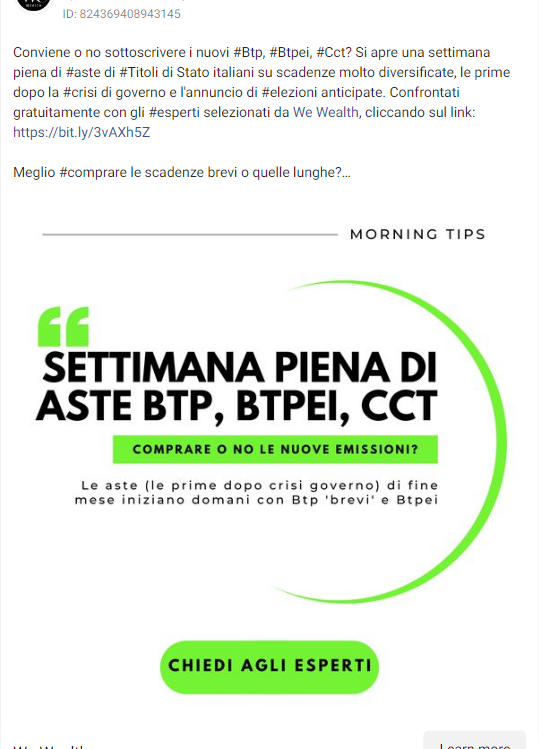 WEALTH
ID: 824369408943145
Conviene o no sottoscrivere i nuovi #Btp, #Btpei, #Cct? Si apre una settimana
piena di #aste di #Titoli di Stato italiani su scadenze molto diversificate, le prime
dopo la #crisi di governo e l'annuncio di #elezioni anticipate. Confrontati
gratuitamente con gli #esperti selezionati da We Wealth, cliccando sul link:
https://bit.ly/3vAXh5Z
Meglio #comprare le scadenze brevi o quelle lunghe?...
MORNING TIPS
“
SETTIMANA PIENA DI
ASTE BTP, BTPEI, CCT
COMPRARE O NO LE NUOVE EMISSIONI?
Le aste (le prime dopo crisi governo) di fine
mese iniziano domani con Btp 'brevi' e Btpei
CHIEDI AGLI ESPERTI
We Wealth
Learn more